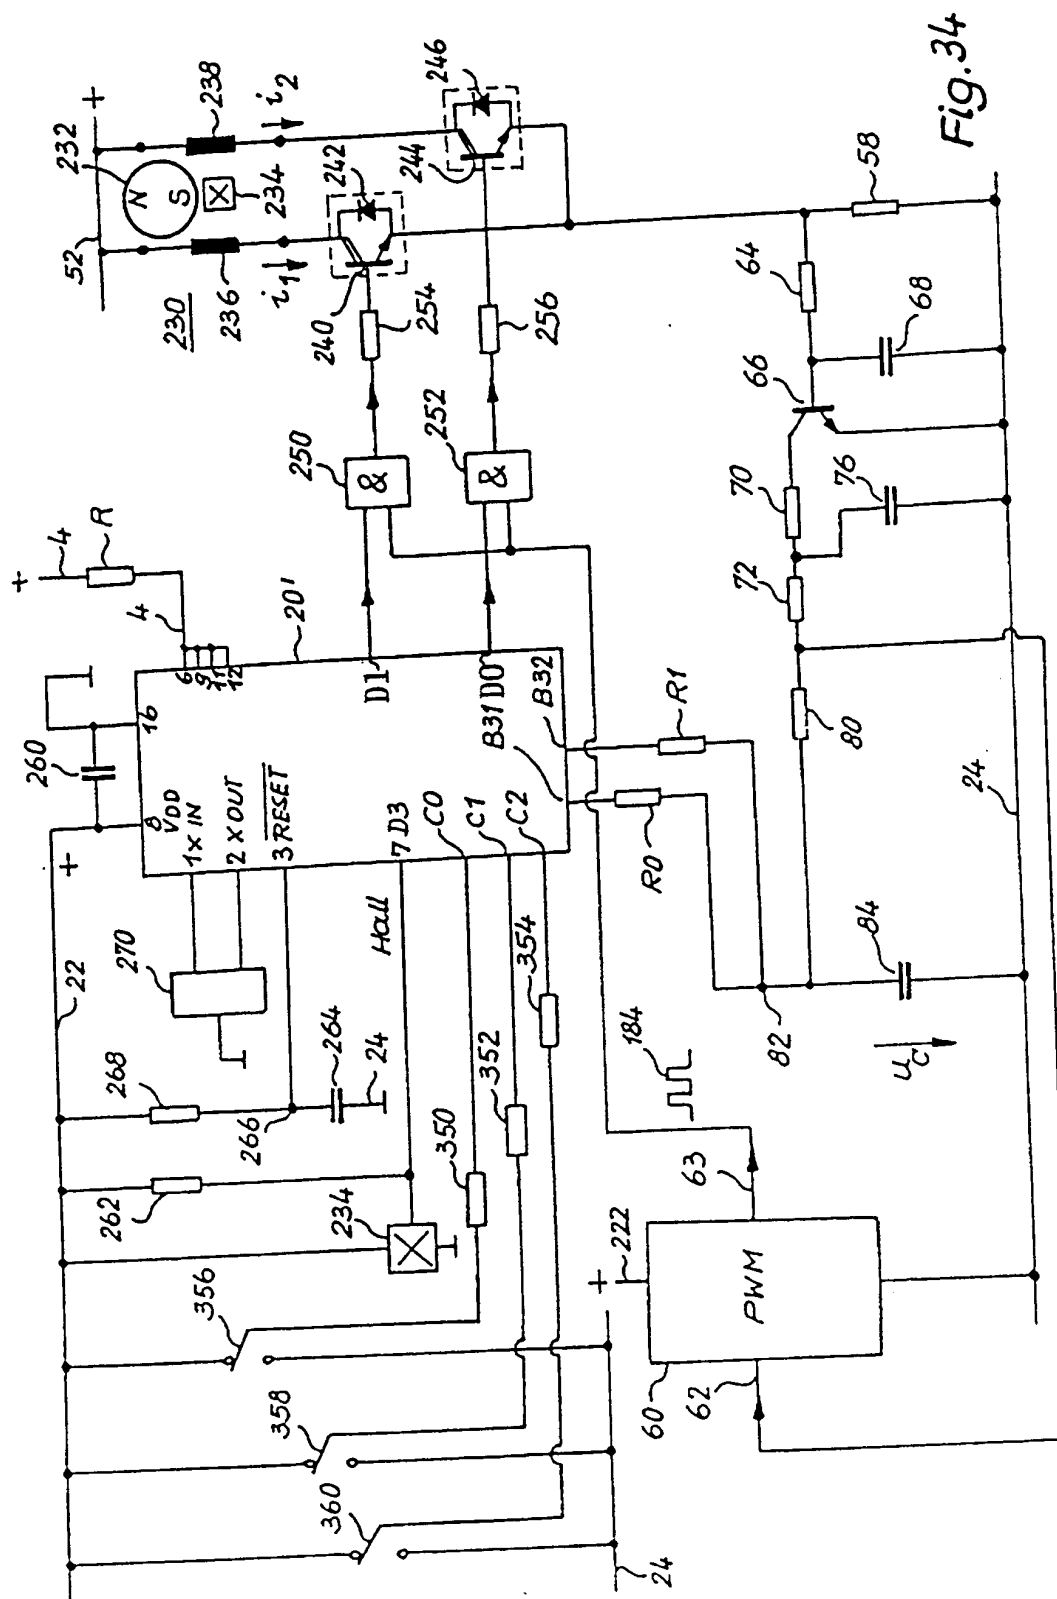 Fig.34
52
232
+
N
S
234
236
238
230
i1
i2
240
242
244
246
254
256
250
&
252
&
+
4
R
4
20'
6
9
11
12
16
260
8
VDD
+
22
1 X IN
2 X OUT
3 RESET
7 D3
Hall
C0
C1
C2
D1
D0
B31
B32
R0
R1
270
268
266
264
24
262
234
350
352
354
356
358
360
24
184
63
+
222
PWM
60
62
82
84
uC
80
24
72
70
76
66
64
68
58